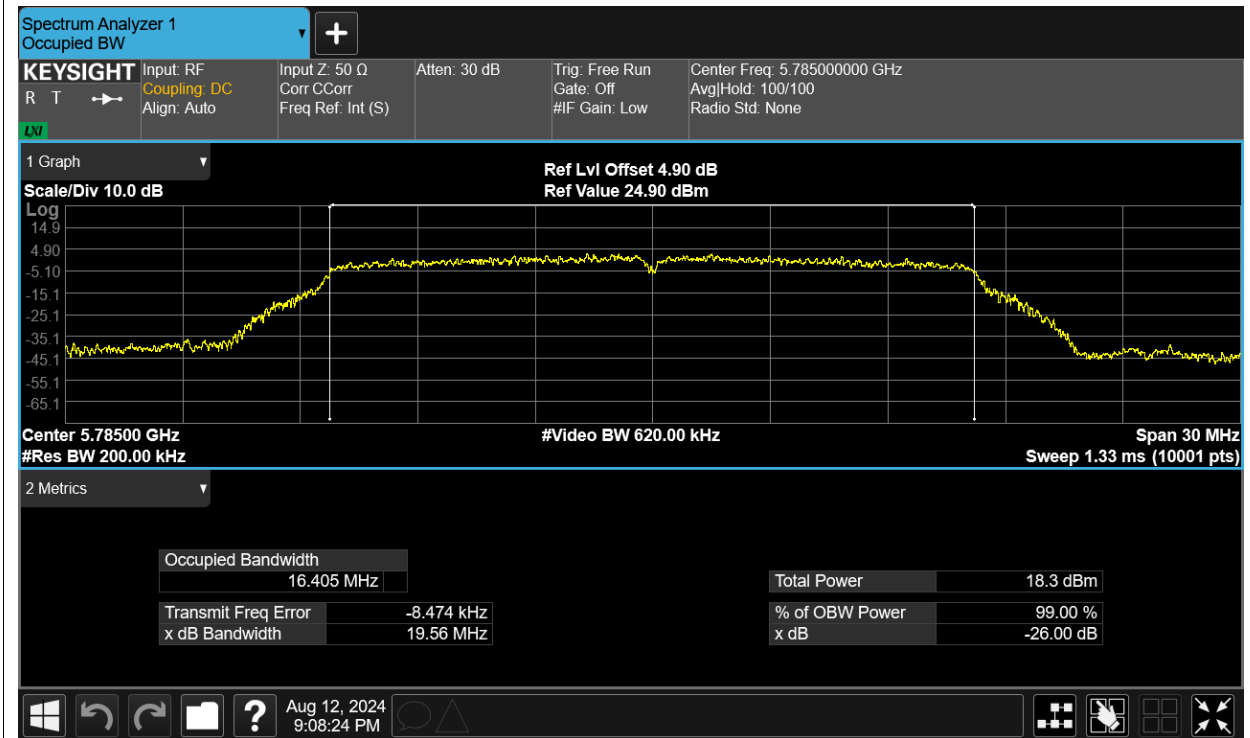 Spectrum Analyzer 1
Occupied BW
KEYSIGHT
R T
LXI
Input: RF
Coupling: DC
Align: Auto
Input Z: 50 Ω
Corr CCorr
Freq Ref: Int (S)
Atten: 30 dB
Trig: Free Run
Gate: Off
#IF Gain: Low
Center Freq: 5.785000000 GHz
Avg|Hold: 100/100
Radio Std: None
1 Graph
Ref Lvl Offset 4.90 dB
Scale/Div 10.0 dB
Ref Value 24.90 dBm
Log
14.9
4.90
-5.10
-15.1
-25.1
-35.1
-45.1
-55.1
-65.1
Center 5.78500 GHz
#Video BW 620.00 kHz
Span 30 MHz
#Res BW 200.00 kHz
Sweep 1.33 ms (10001 pts)
2 Metrics
Occupied Bandwidth
16.405 MHz
Total Power 18.3 dBm
Transmit Freq Error -8.474 kHz
% of OBW Power 99.00 %
x dB Bandwidth 19.56 MHz
x dB -26.00 dB
?
Aug 12, 2024
9:08:24 PM